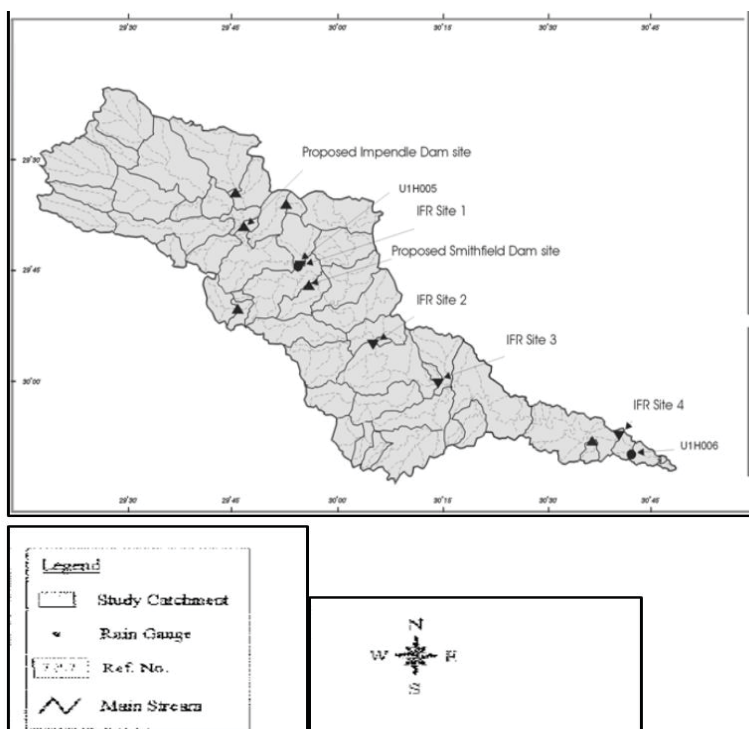 29°30' 29°45' 30°00' 30°15' 30°30' 30°45'
Proposed Impendle Dam site
29°30'
U1H005
IFR Site 1
Proposed Smithfield Dam site
29°45'
IFR Site 2
IFR Site 3
30°00'
IFR Site 4
U1H006
29°30' 29°45' 30°00' 30°15' 30°30' 30°45'
Legend
Study Catchment
Rain Gauge
Ref. No.
Main Stream
N
W E
S